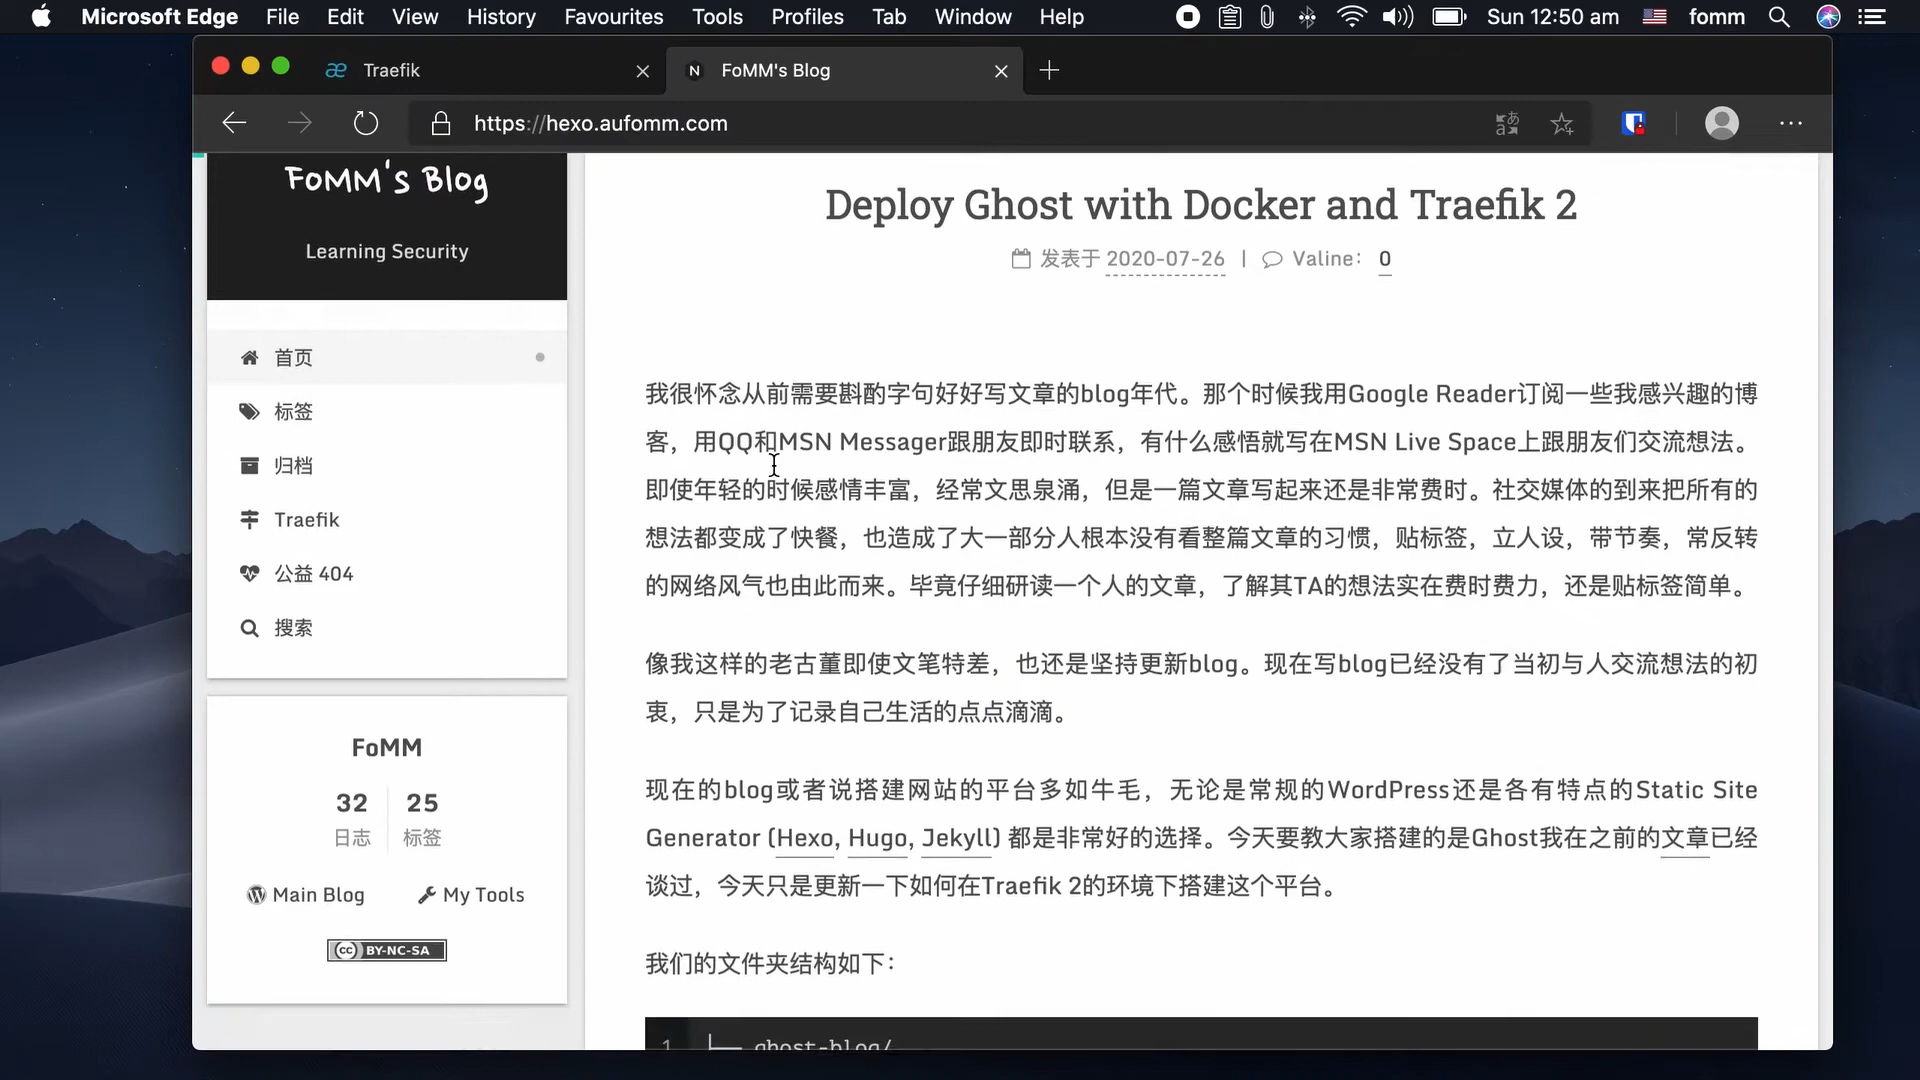 Microsoft Edge File Edit View History Favourites Tools Profiles Tab Window Help Sun 12:50 am fomm
Traefik FoMM's Blog
https://hexo.aufomm.com
FoMM's Blog
Learning Security
首页
标签
归档
Traefik
公益 404
搜索
FoMM
32 25
日志 标签
Main Blog My Tools
cc BY-NC-SA
Deploy Ghost with Docker and Traefik 2
发表于 2020-07-26 | Valine: 0
我很怀念从前需要斟酌字句好好写文章的blog年代。那个时候我用Google Reader订阅一些我感兴趣的博
客，用QQ和MSN Messager跟朋友即时联系，有什么感悟就写在MSN Live Space上跟朋友们交流想法。
即使年轻的时候感情丰富，经常文思泉涌，但是一篇文章写起来还是非常费时。社交媒体的到来把所有的
想法都变成了快餐，也造成了大一部分人根本没有看整篇文章的习惯，贴标签，立人设，带节奏，常反转
的网络风气也由此而来。毕竟仔细研读一个人的文章，了解其TA的想法实在费时费力，还是贴标签简单。
像我这样的老古董即使文笔特差，也还是坚持更新blog。现在写blog已经没有了当初与人交流想法的初
衷，只是为了记录自己生活的点点滴滴。
现在的blog或者说搭建网站的平台多如牛毛，无论是常规的WordPress还是各有特点的Static Site
Generator (Hexo, Hugo, Jekyll) 都是非常好的选择。今天要教大家搭建的是Ghost我在之前的文章已经
谈过，今天只是更新一下如何在Traefik 2的环境下搭建这个平台。
我们的文件夹结构如下：
1 ├── ghost-blog/